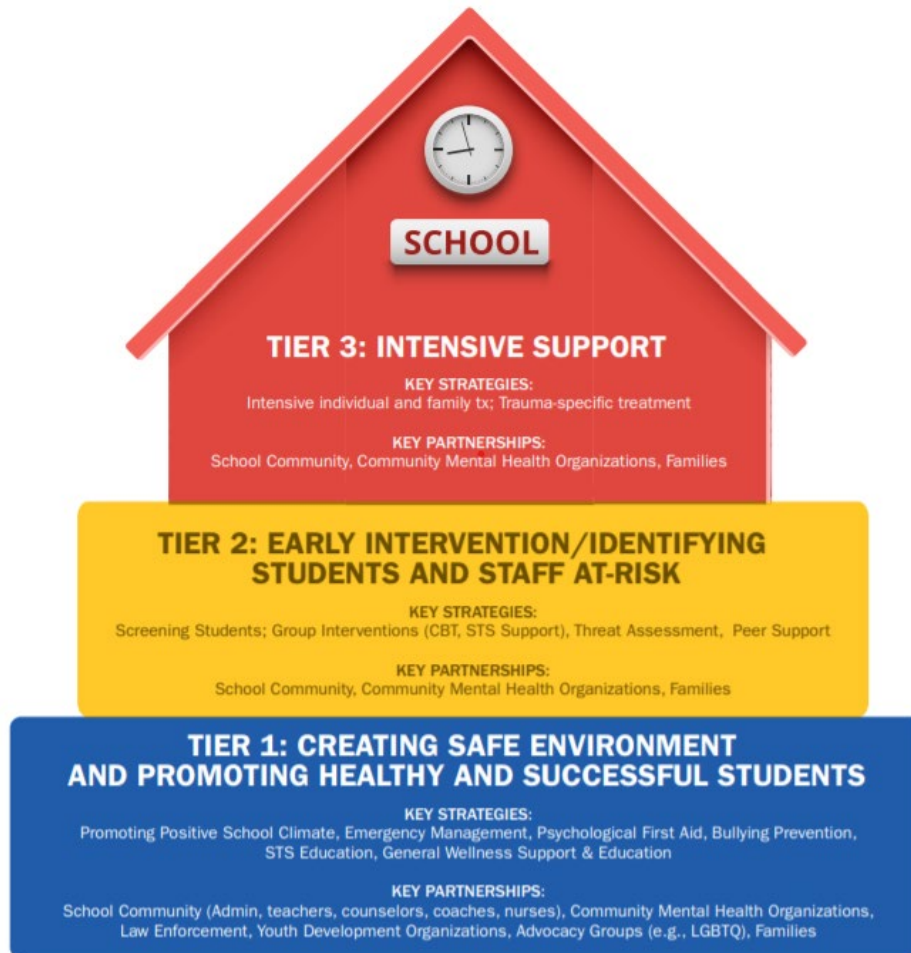 SCHOOL
TIER 3: INTENSIVE SUPPORT
KEY STRATEGIES:
Intensive individual and family tx; Trauma-specific treatment
KEY PARTNERSHIPS:
School Community, Community Mental Health Organizations, Families
TIER 2: EARLY INTERVENTION/IDENTIFYING
STUDENTS AND STAFF AT-RISK
KEY STRATEGIES:
Screening Students; Group Interventions (CBT, STS Support), Threat Assessment, Peer Support
KEY PARTNERSHIPS:
School Community, Community Mental Health Organizations, Families
TIER 1: CREATING SAFE ENVIRONMENT
AND PROMOTING HEALTHY AND SUCCESSFUL STUDENTS
KEY STRATEGIES:
Promoting Positive School Climate, Emergency Management, Psychological First Aid, Bullying Prevention,
STS Education, General Wellness Support & Education
KEY PARTNERSHIPS:
School Community (Admin, teachers, counselors, coaches, nurses), Community Mental Health Organizations,
Law Enforcement, Youth Development Organizations, Advocacy Groups (e.g., LGBTQ), Families